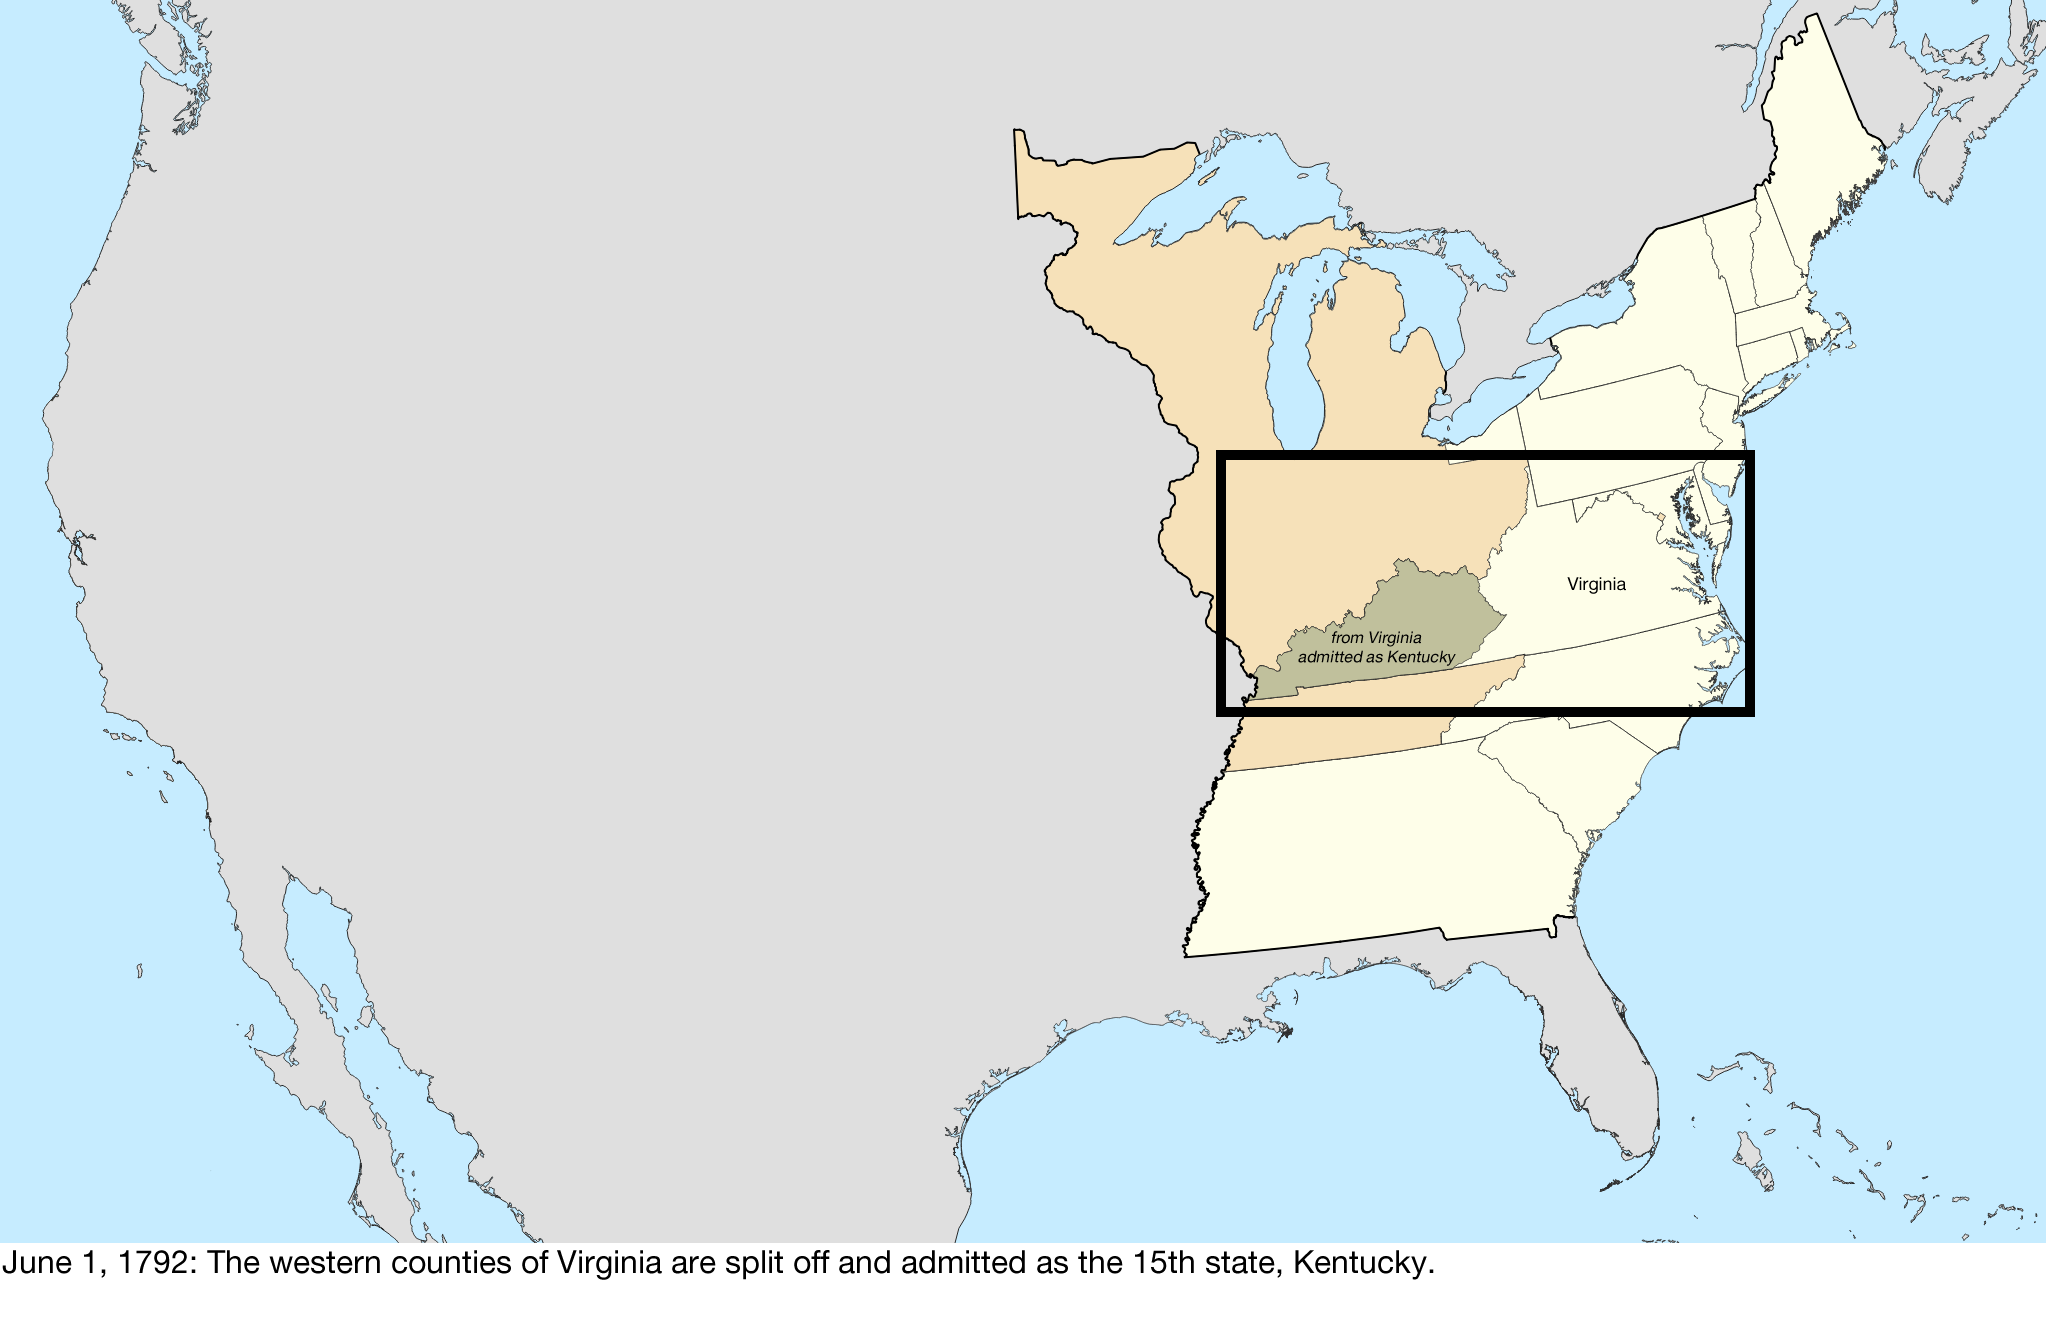 Virginia
from Virginia
admitted as Kentucky
June 1, 1792: The western counties of Virginia are split off and admitted as the 15th state, Kentucky.